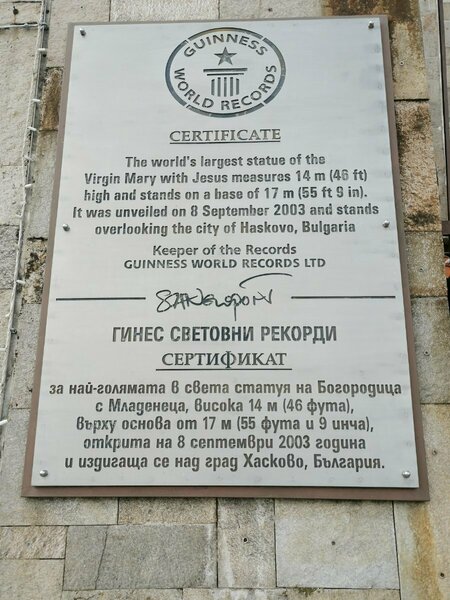 GUINNESS
WORLD RECORDS
CERTIFICATE
The world's largest statue of the
Virgin Mary with Jesus measures 14 m (46 ft)
high and stands on a base of 17 m (55 ft 9 in).
It was unveiled on 8 September 2003 and stands
overlooking the city of Haskovo, Bulgaria
Keeper of the Records
GUINNESS WORLD RECORDS LTD
ГИНЕС СВЕТОВНИ РЕКОРДИ
СЕРТИФИКАТ
за най-голямата в света статуя на Богородица
с Младенеца, висока 14 м (46 фута),
върху основа от 17 м (55 фута и 9 инча),
открита на 8 септември 2003 година
и издигаща се над град Хасково, България.